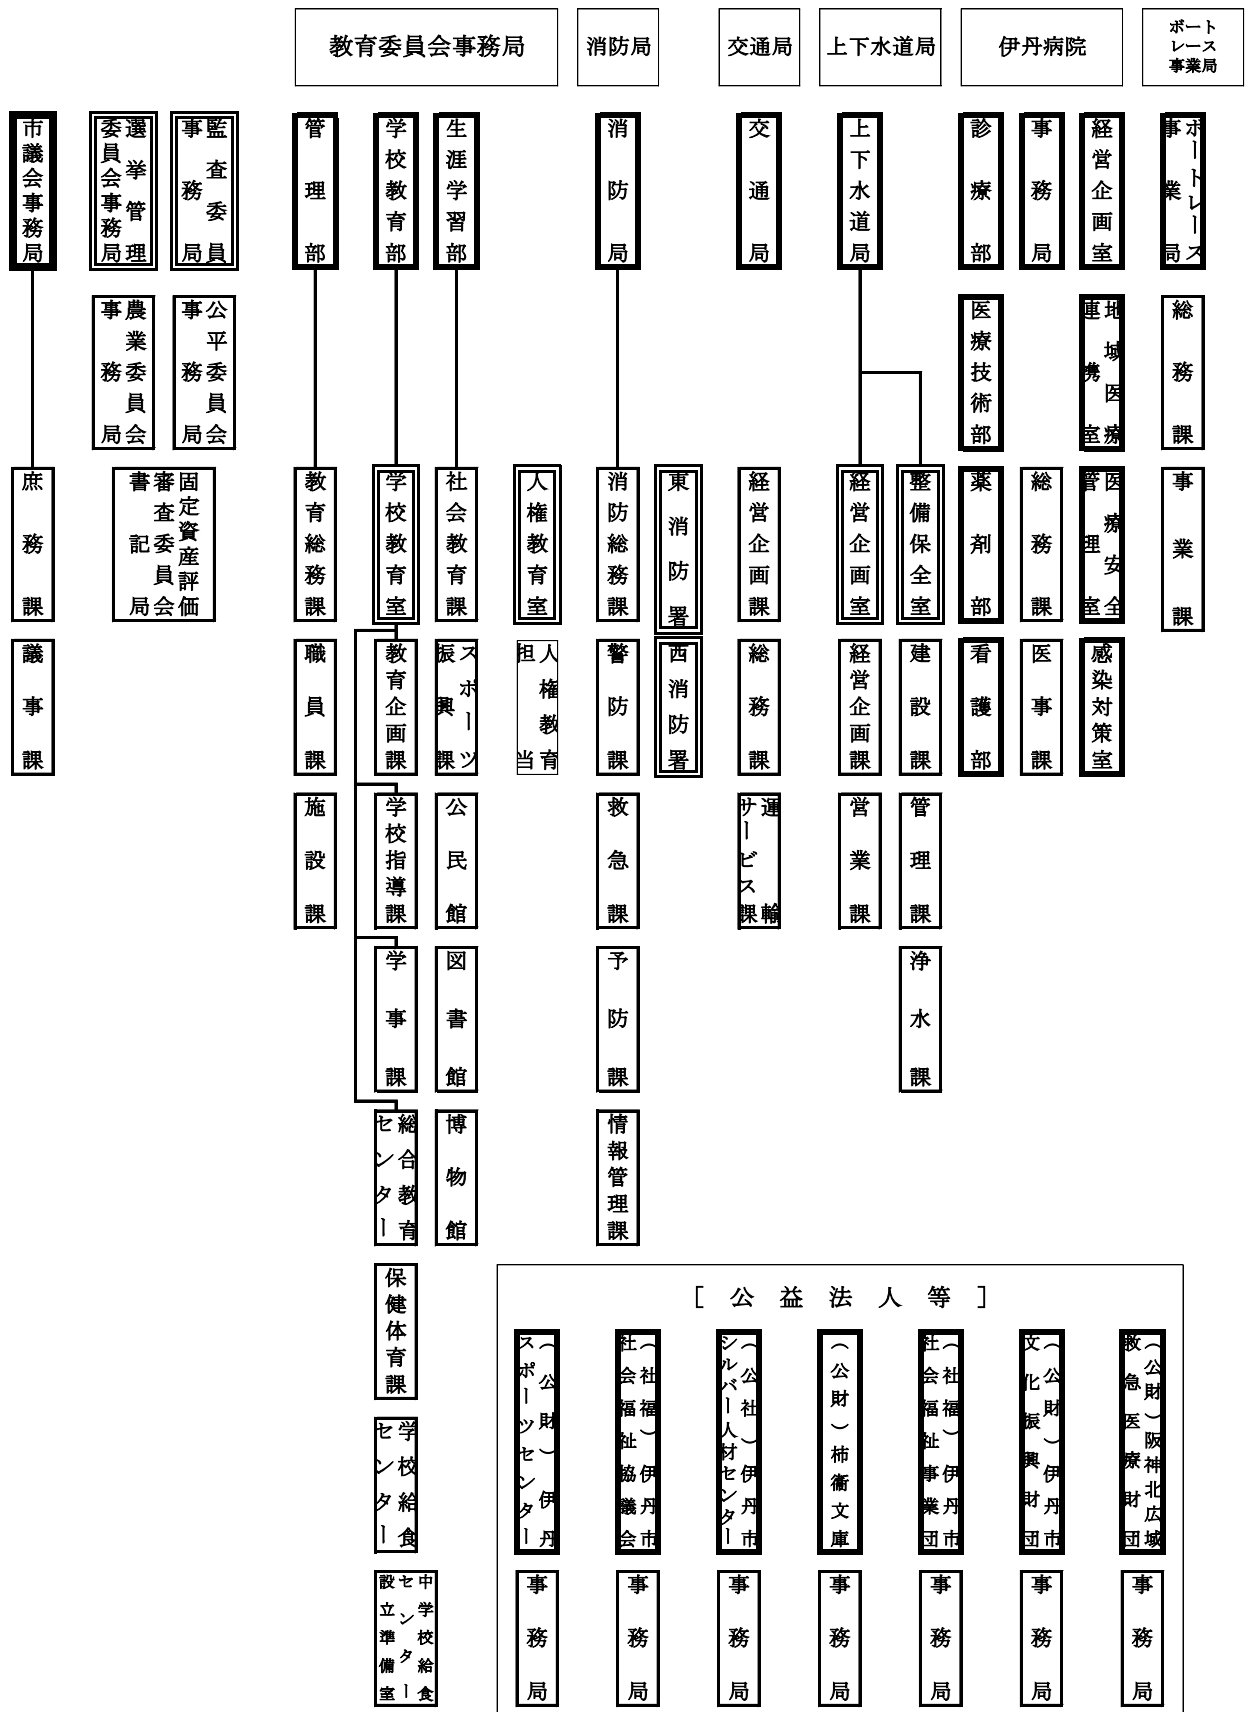 教育委員会事務局
消防局
交通局
上下水道局
伊丹病院
ボート
レース
事業局
市議会事務局
選挙管理
委員会事務局
監査委員
事務局
管理部
学校教育部
生涯学習部
消防局
交通局
上下水道局
診療部
事務局
経営企画室
ボートレース
事業局
農業委員会
事務局
公平委員会
事務局
医療技術部
地域医療
連携室
総務課
庶務課
固定資産評価
審査委員会
書記局
教育総務課
学校教育室
社会教育課
人権教育室
消防総務課
東消防署
経営企画課
経営企画室
整備保全室
薬剤部
総務課
医療安全
管理室
事業課
議事課
職員課
教育企画課
スポーツ
振興課
人権教育
担当
警防課
西消防署
総務課
経営企画課
建設課
看護部
医事課
感染対策室
施設課
学校指導課
公民館
救急課
運輸
サービス課
営業課
管理課
学事課
図書館
予防課
浄水課
総合教育
センター
博物館
情報管理課
保健体育課
学校給食
センター
中学校給食
センター
設立準備室
[公益法人等]
(公財)伊丹
スポーツセンター
(社福)伊丹市
社会福祉協議会
(公社)伊丹市
シルバー人材センター
(公財)柿衞文庫
(社福)伊丹市
社会福祉事業団
(公財)伊丹市
文化振興財団
(公財)阪神北広域
救急医療財団
事務局
事務局
事務局
事務局
事務局
事務局
事務局